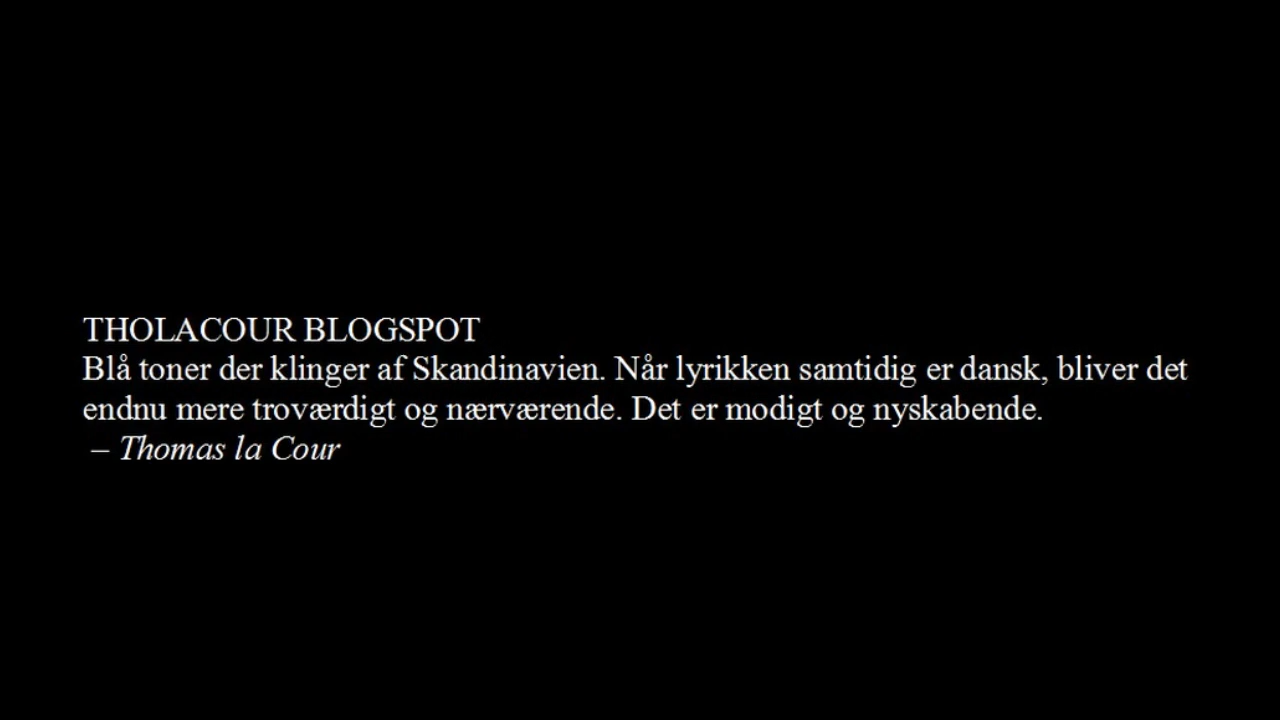 THOLACOUR BLOGSPOT
Blå toner der klinger af Skandinavien. Når lyrikken samtidig er dansk, bliver det
endnu mere troværdigt og nærværende. Det er modigt og nyskabende.
– Thomas la Cour